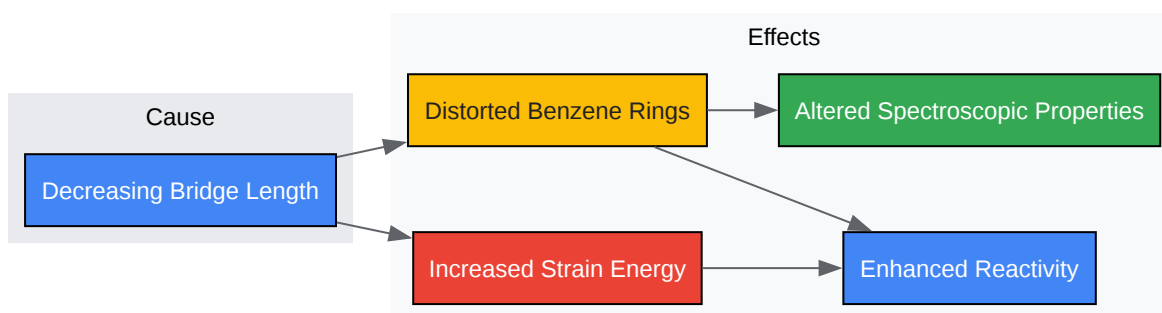 Effects
Cause
Distorted Benzene Rings
Altered Spectroscopic Properties
Decreasing Bridge Length
Increased Strain Energy
Enhanced Reactivity